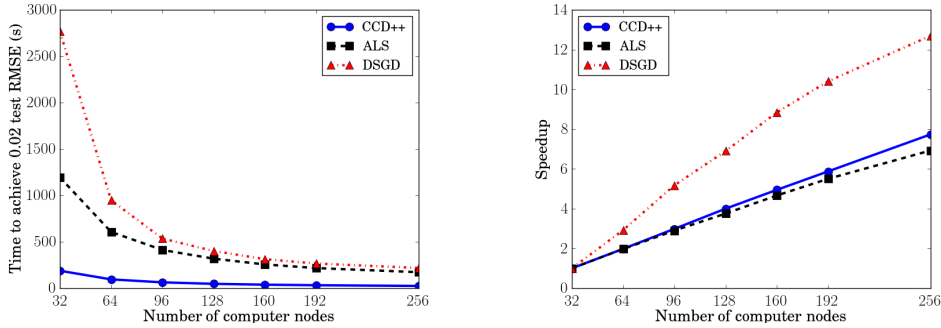 Time to achieve 0.02 test RMSE (s)
3000
2500
2000
1500
1000
500
0
32 64 96 128 160 192 256
Number of computer nodes
CCD++
ALS
DSGD
Speedup
14
12
10
8
6
4
2
0
32 64 96 128 160 192 256
Number of computer nodes
CCD++
ALS
DSGD